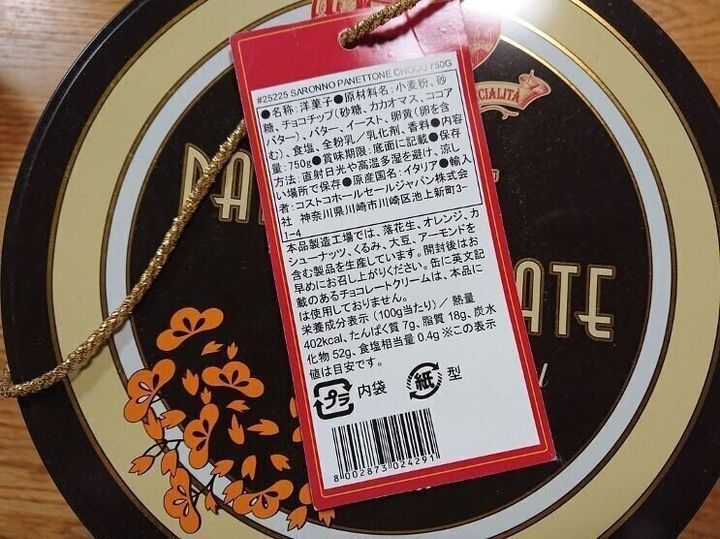 #25225 SARONNO PANETTONE CHOCO 750G
●名称:洋菓子●原材料名:小麦粉、砂
糖、チョコチップ(砂糖、カカオマス、ココア
バター)、バター、イースト、卵黄(卵を含
む)、食塩、全粉乳/乳化剤、香料●内容
量:750g●賞味期限:底面に記載●保存
方法:直射日光や高温多湿を避け、涼し
い場所で保存●原産国名:イタリア●輸入
者:コストコホールセールジャパン株式会
社 神奈川県川崎市川崎区池上新町3-
1-4
本品製造工場では、落花生、オレンジ、カ
シューナッツ、くるみ、大豆、アーモンドを
含む製品を生産しています。開封後はお
早めにお召し上がりください。缶に英文記
載のあるチョコレートクリームは、本品に
は使用しておりません。
栄養成分表示(100g当たり)/ 熱量
402kcal、たんぱく質 7g、脂質 18g、炭水
化物 52g、食塩相当量 0.4g ※この表示
値は目安です。
プラ 内袋 紙 型
8 002873 024291
ATE